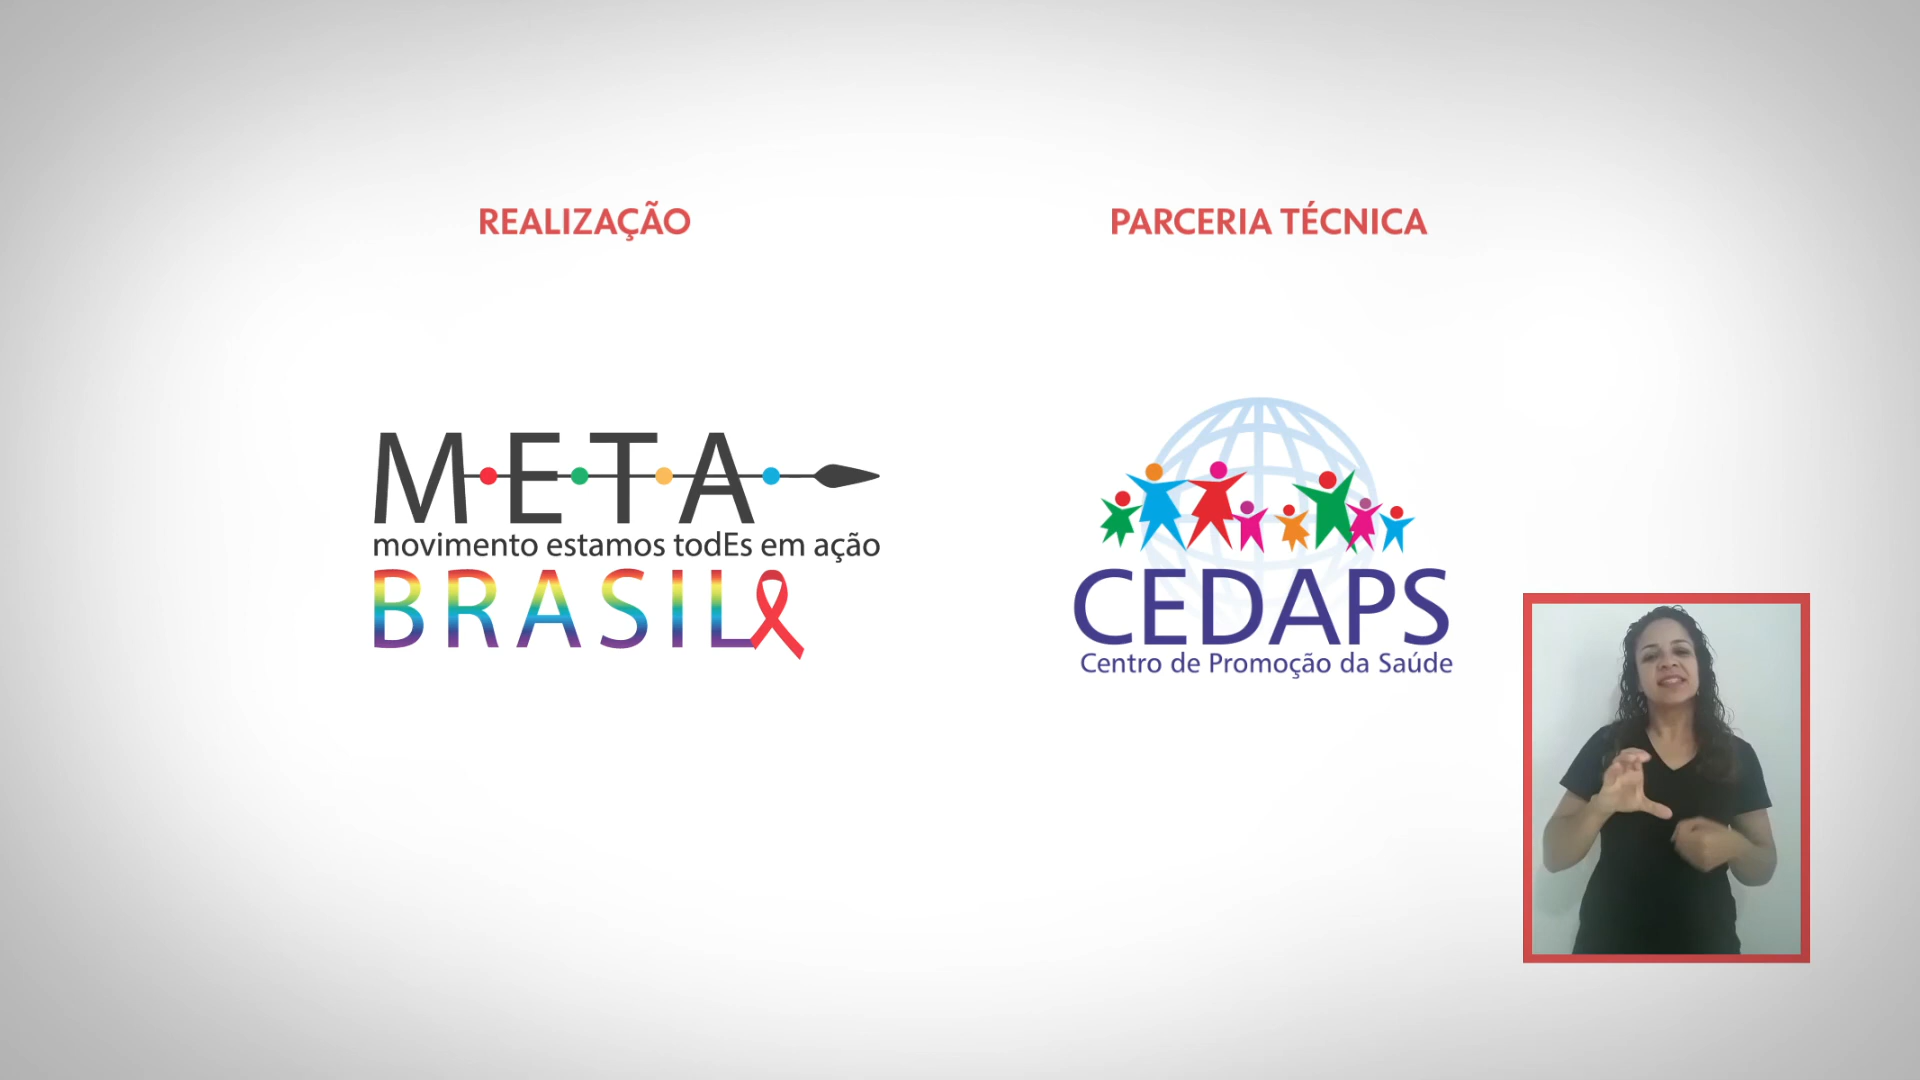 REALIZAÇÃO
PARCERIA TÉCNICA
META
movimento estamos todEs em ação
BRASIL
CEDAPS
Centro de Promoção da Saúde